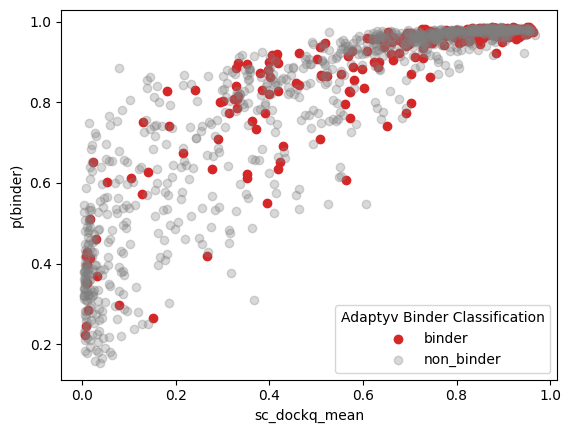 1.0
0.8
0.6
0.4
0.2
p(binder)
Adaptyv Binder Classification
binder
non_binder
0.0 0.2 0.4 0.6 0.8 1.0
sc_dockq_mean